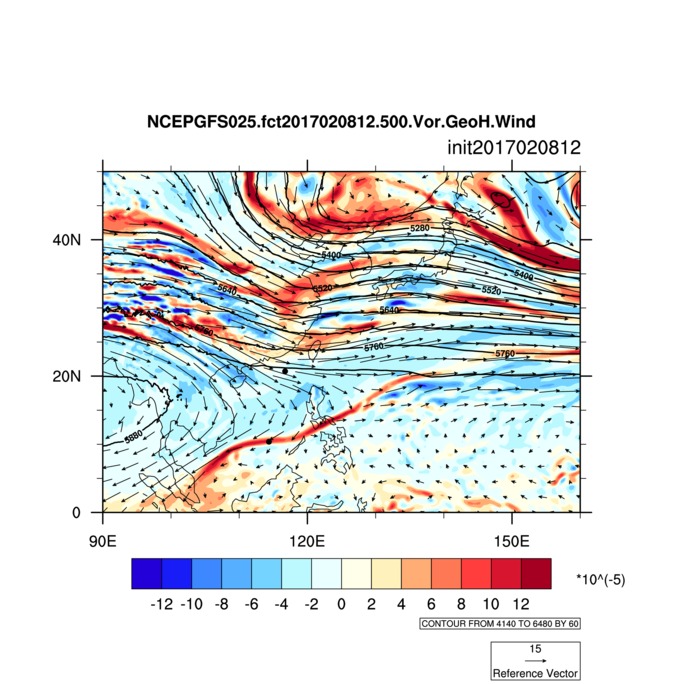 NCEPGFS025.fct2017020812.500.Vor.GeoH.Wind
init2017020812
40N
20N
0
90E 120E 150E
5280
5400
5400
5520
5520
5640
5640
5760
5760
5880
-12 -10 -8 -6 -4 -2 0 2 4 6 8 10 12
*10^(-5)
CONTOUR FROM 4140 TO 6480 BY 60
15
Reference Vector